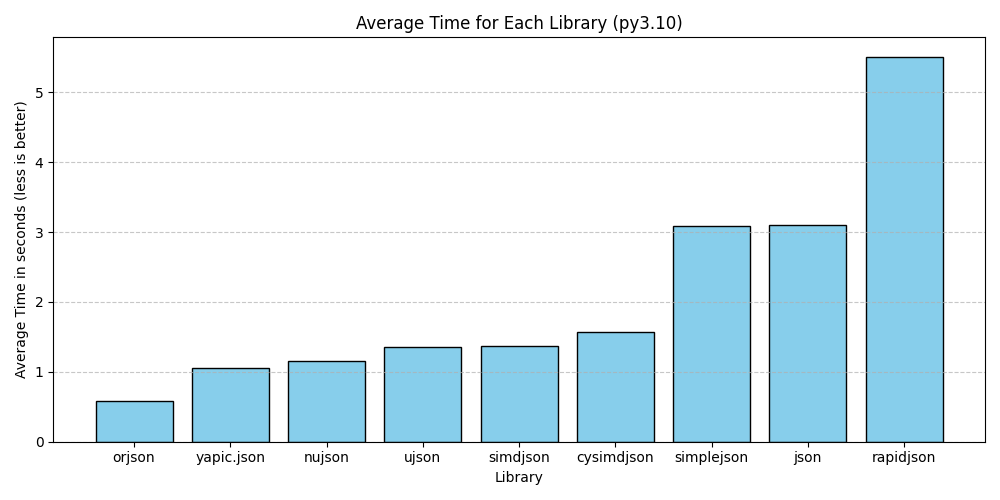 Average Time for Each Library (py3.10)
Average Time in seconds (less is better)
5
4
3
2
1
0
orjson yapic.json nujson ujson simdjson cysimdjson simplejson json rapidjson
Library